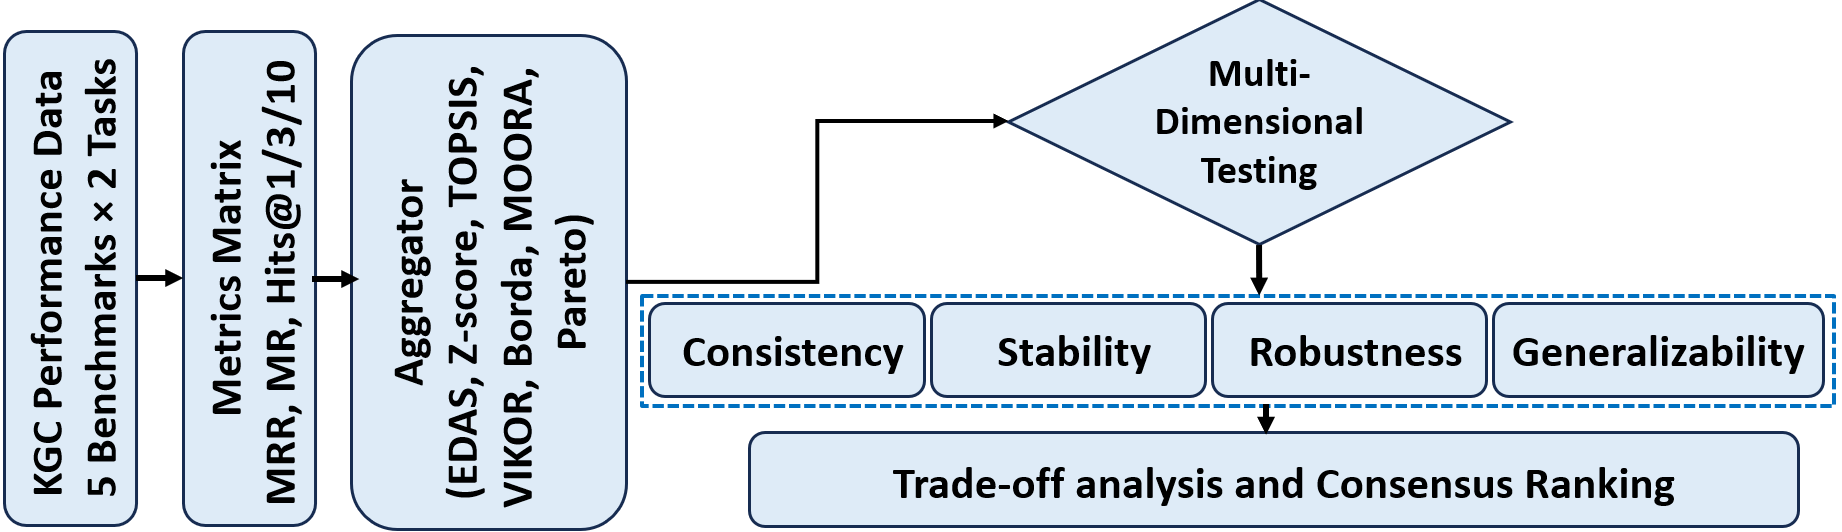 KGC Performance Data
5 Benchmarks × 2 Tasks
Metrics Matrix
MRR, MR, Hits@1/3/10
Aggregator
(EDAS, Z-score, TOPSIS,
VIKOR, Borda, MOORA,
Pareto)
Multi-
Dimensional
Testing
Consistency
Stability
Robustness
Generalizability
Trade-off analysis and Consensus Ranking